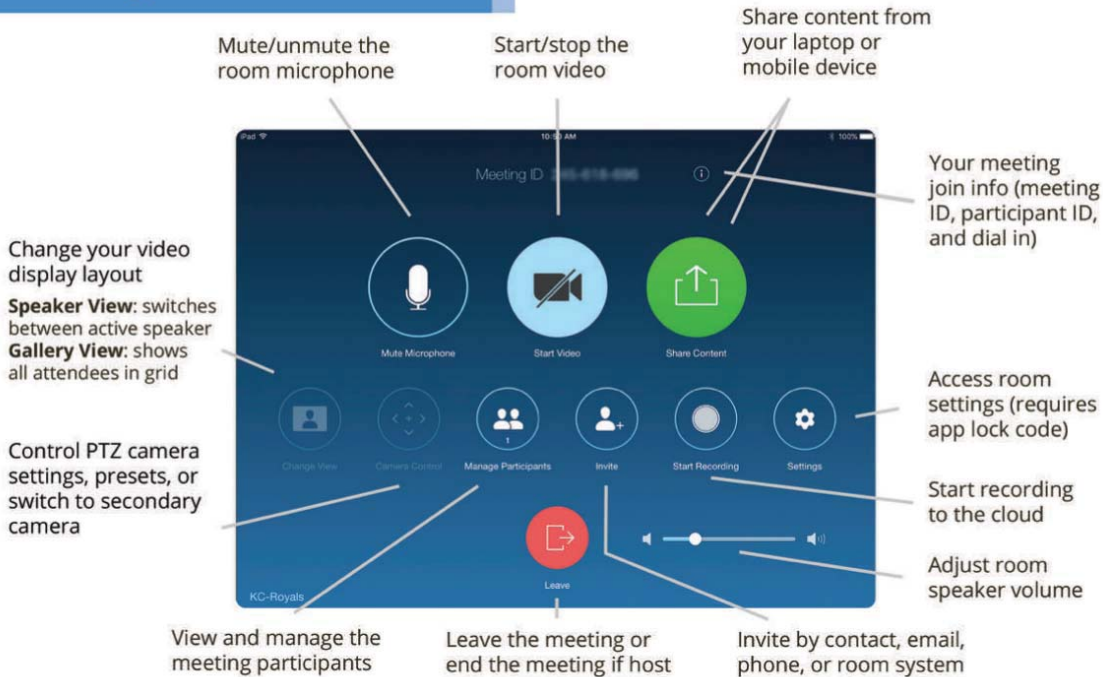 Mute/unmute the
room microphone
Start/stop the
room video
Share content from
your laptop or
mobile device
iPad
10:50 AM
100%
Meeting ID
Your meeting
join info (meeting
ID, participant ID,
and dial in)
Change your video
display layout
Speaker View: switches
between active speaker
Gallery View: shows
all attendees in grid
Mute Microphone
Start Video
Share Content
Access room
settings (requires
app lock code)
Control PTZ camera
settings, presets, or
switch to secondary
camera
1
Change View
Camera Control
Manage Participants
Invite
Start Recording
Settings
Start recording
to the cloud
Leave
Adjust room
speaker volume
KC-Royals
View and manage the
meeting participants
Leave the meeting or
end the meeting if host
Invite by contact, email,
phone, or room system